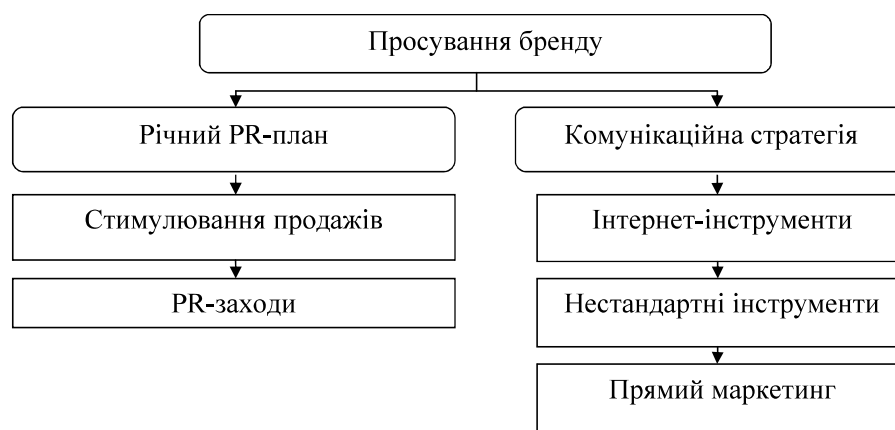 Просування бренду
Річний PR-план
Комунікаційна стратегія
Стимулювання продажів
Інтернет-інструменти
PR-заходи
Нестандартні інструменти
Прямий маркетинг